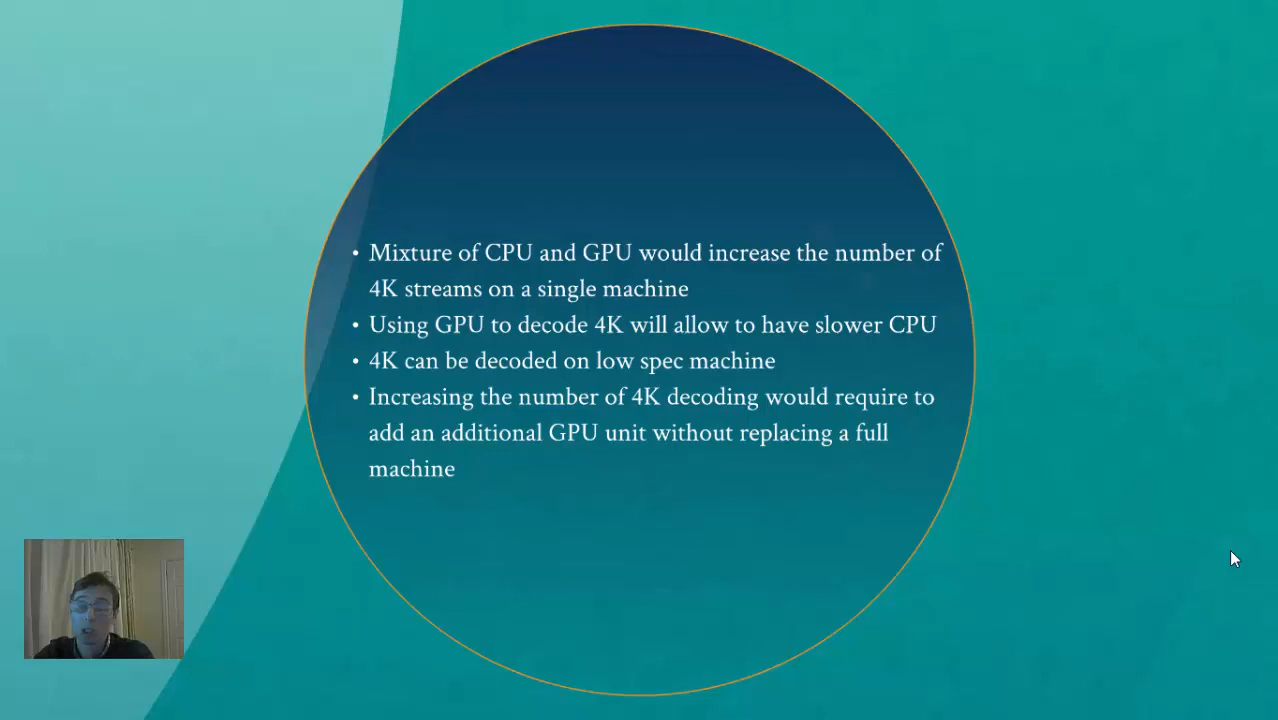 • Mixture of CPU and GPU would increase the number of
4K streams on a single machine
• Using GPU to decode 4K will allow to have slower CPU
• 4K can be decoded on low spec machine
• Increasing the number of 4K decoding would require to
add an additional GPU unit without replacing a full
machine